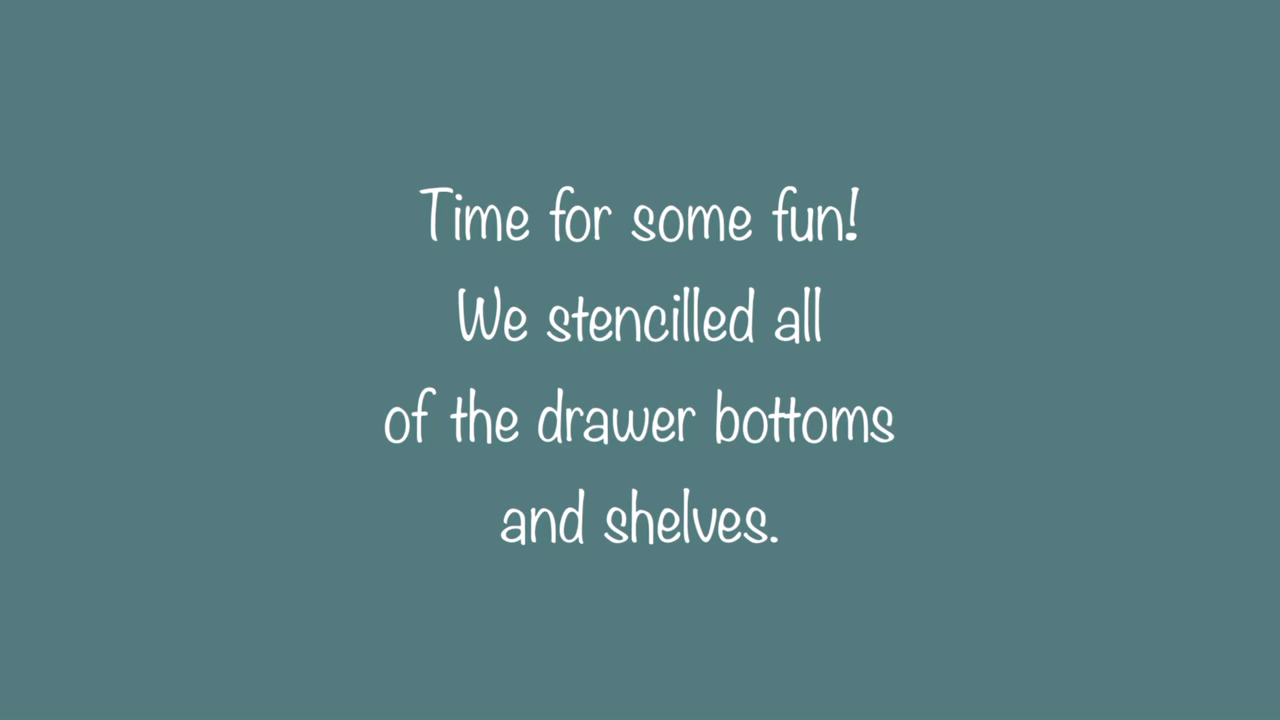 Time for some fun!
We stencilled all
of the drawer bottoms
and shelves.